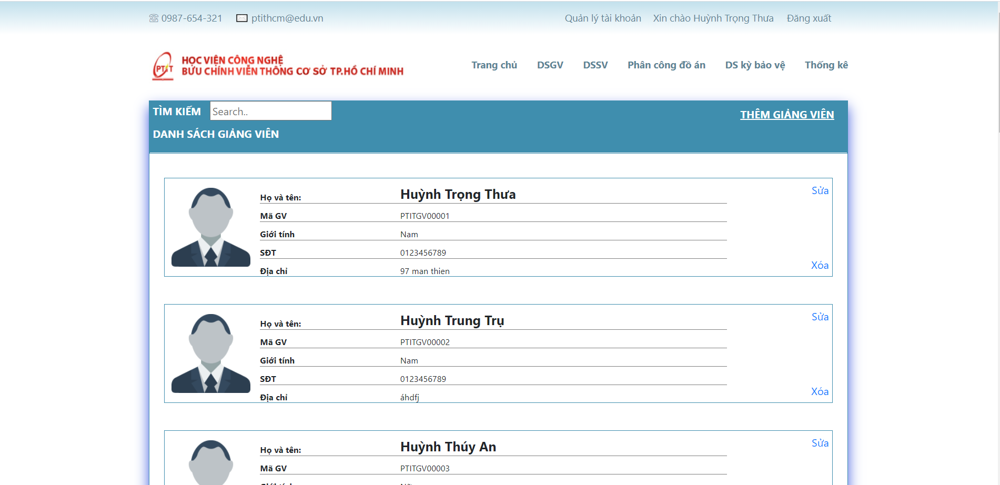 0987-654-321 ptithcm@edu.vn Quản lý tài khoản Xin chào Huỳnh Trọng Thưa Đăng xuất
PTIT
HỌC VIỆN CÔNG NGHỆ
BƯU CHÍNH VIỄN THÔNG CƠ SỞ TP.HỒ CHÍ MINH
Trang chủ DSGV DSSV Phân công đồ án DS kỳ bảo vệ Thống kê
TÌM KIẾM Search.. THÊM GIẢNG VIÊN
DANH SÁCH GIẢNG VIÊN
Họ và tên: Huỳnh Trọng Thưa Sửa
Mã GV PTITGV00001
Giới tính Nam
SĐT 0123456789
Xóa
Địa chỉ 97 man thien
Họ và tên: Huỳnh Trung Trụ Sửa
Mã GV PTITGV00002
Giới tính Nam
SĐT 0123456789
Xóa
Địa chỉ áhdfj
Họ và tên: Huỳnh Thúy An Sửa
Mã GV PTITGV00003